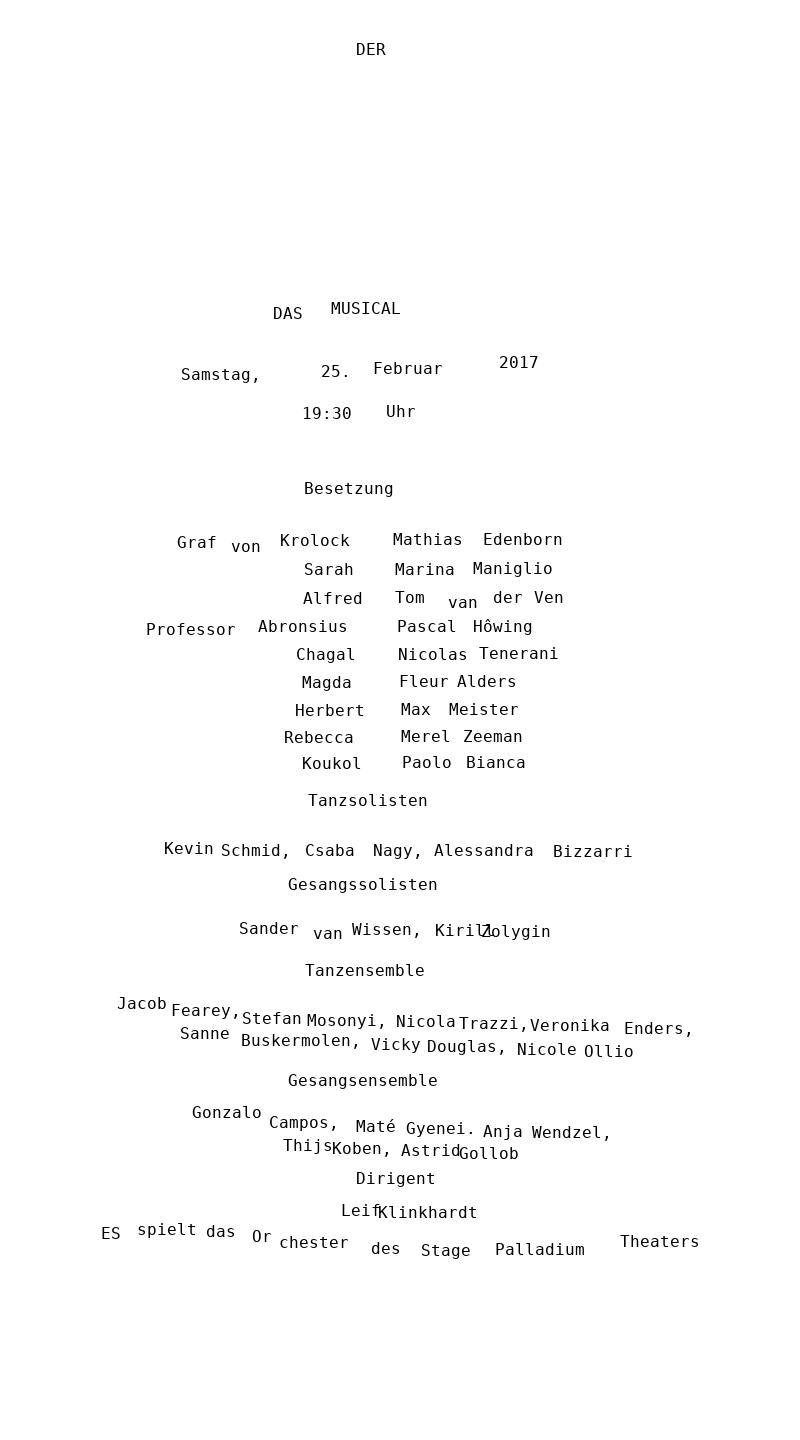 DER
DAS MUSICAL
Samstag, 25. Februar 2017
19:30 Uhr
Besetzung
Graf von Krolock Mathias Edenborn
Sarah Marina Maniglio
Alfred Tom van der Ven
Professor Abronsius Pascal Hôwing
Chagal Nicolas Tenerani
Magda Fleur Alders
Herbert Max Meister
Rebecca Merel Zeeman
Koukol Paolo Bianca
Tanzsolisten
Kevin Schmid, Csaba Nagy, Alessandra Bizzarri
Gesangssolisten
Sander van Wissen, Kirill Zolygin
Tanzensemble
Jacob Fearey, Stefan Mosonyi, Nicola Trazzi, Veronika Enders,
Sanne Buskermolen, Vicky Douglas, Nicole Ollio
Gesangsensemble
Gonzalo Campos, Maté Gyenei. Anja Wendzel,
Thijs Koben, Astrid Gollob
Dirigent
Leif Klinkhardt
ES spielt das Or chester des Stage Palladium Theaters